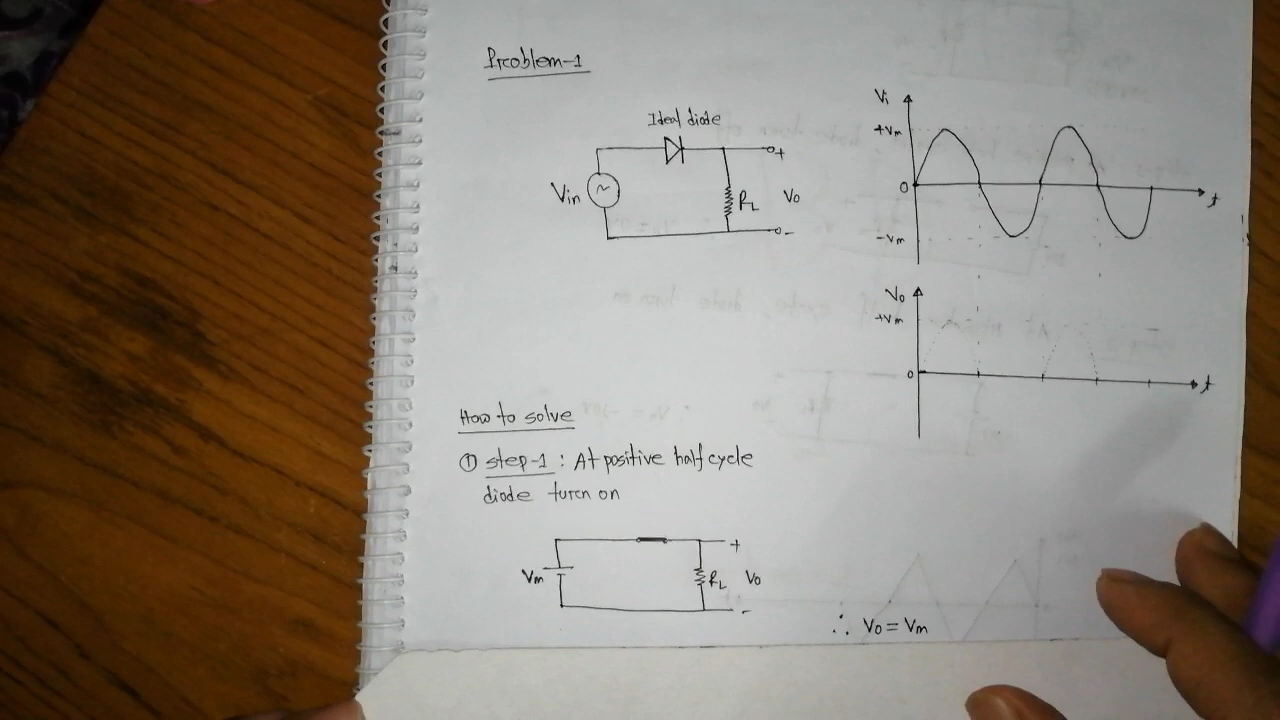 Problem-1
Ideal diode
Vin
+
RL
Vo
-
Vi
+Vm
0
-Vm
t
Vo
+Vm
0
t
How to solve
① step-1 : At positive half cycle
diode turn on
Vm
+
RL
Vo
-
∴ Vo = Vm